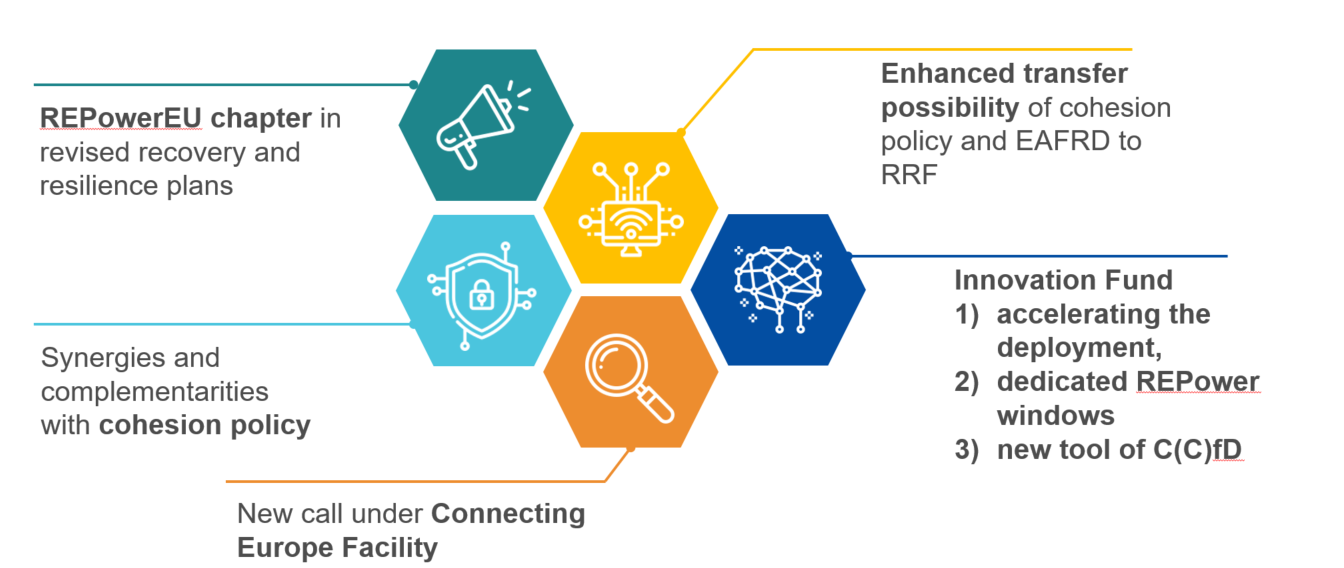 REPowerEU chapter in
revised recovery and
resilience plans
Enhanced transfer
possibility of cohesion
policy and EAFRD to
RRF
Synergies and
complementarities
with cohesion policy
Innovation Fund
1) accelerating the
deployment,
2) dedicated REPower
windows
3) new tool of C(C)fD
New call under Connecting
Europe Facility